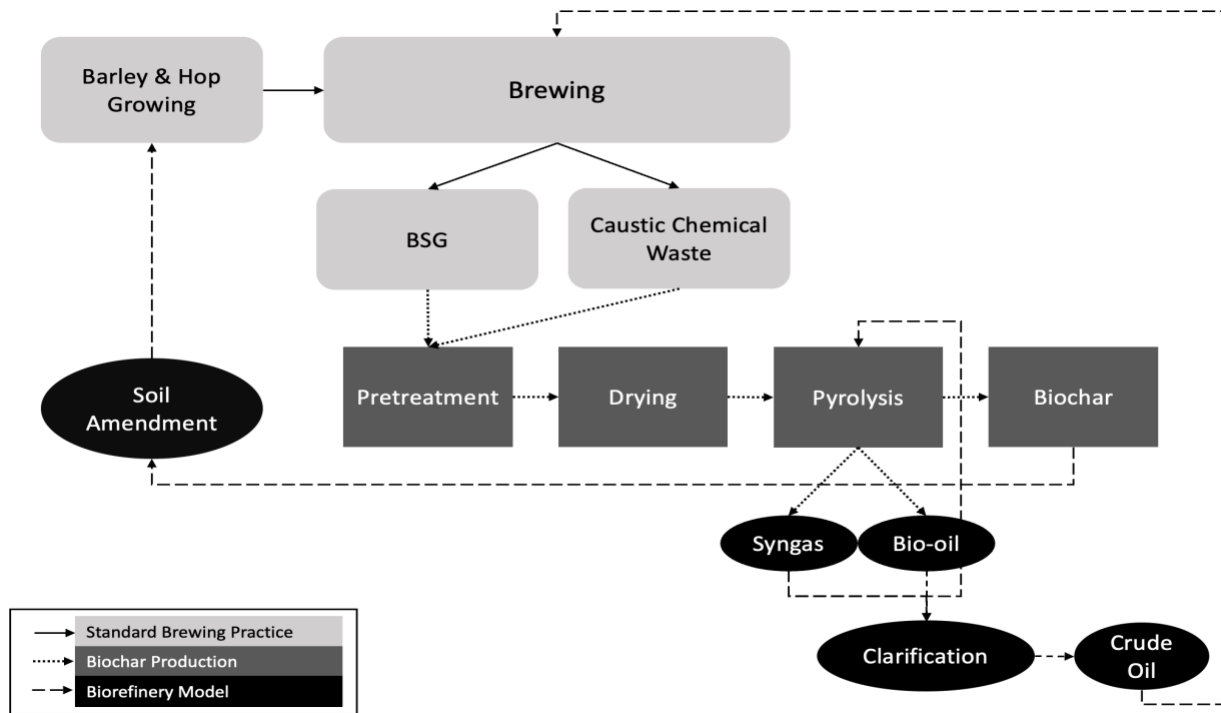 Barley & Hop
Growing
Brewing
BSG
Caustic Chemical
Waste
Soil
Amendment
Pretreatment
Drying
Pyrolysis
Biochar
Syngas
Bio-oil
Clarification
Crude
Oil
Standard Brewing Practice
Biochar Production
Biorefinery Model